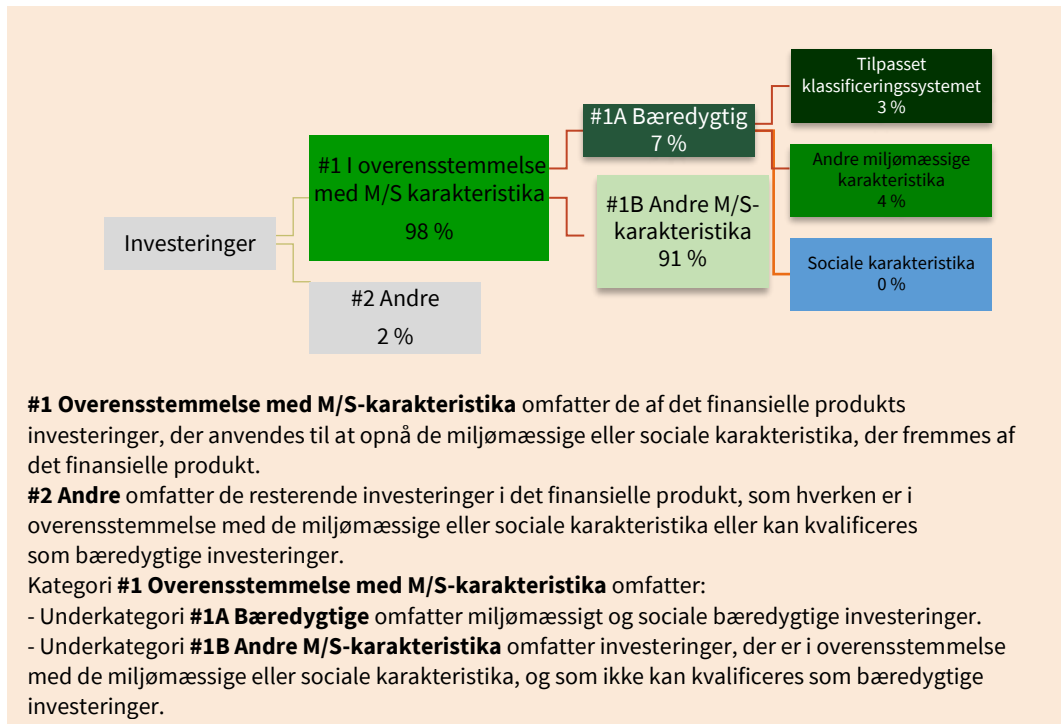 Investeringer
#1 I overensstemmelse
med M/S karakteristika
98 %
#2 Andre
2 %
#1A Bæredygtig
7 %
#1B Andre M/S-
karakteristika
91 %
Tilpasset
klassificeringssystemet
3 %
Andre miljømæssige
karakteristika
4 %
Sociale karakteristika
0 %
#1 Overensstemmelse med M/S-karakteristika omfatter de af det finansielle produkts
investeringer, der anvendes til at opnå de miljømæssige eller sociale karakteristika, der fremmes af
det finansielle produkt.
#2 Andre omfatter de resterende investeringer i det finansielle produkt, som hverken er i
overensstemmelse med de miljømæssige eller sociale karakteristika eller kan kvalificeres
som bæredygtige investeringer.
Kategori #1 Overensstemmelse med M/S-karakteristika omfatter:
- Underkategori #1A Bæredygtige omfatter miljømæssigt og sociale bæredygtige investeringer.
- Underkategori #1B Andre M/S-karakteristika omfatter investeringer, der er i overensstemmelse
med de miljømæssige eller sociale karakteristika, og som ikke kan kvalificeres som bæredygtige
investeringer.